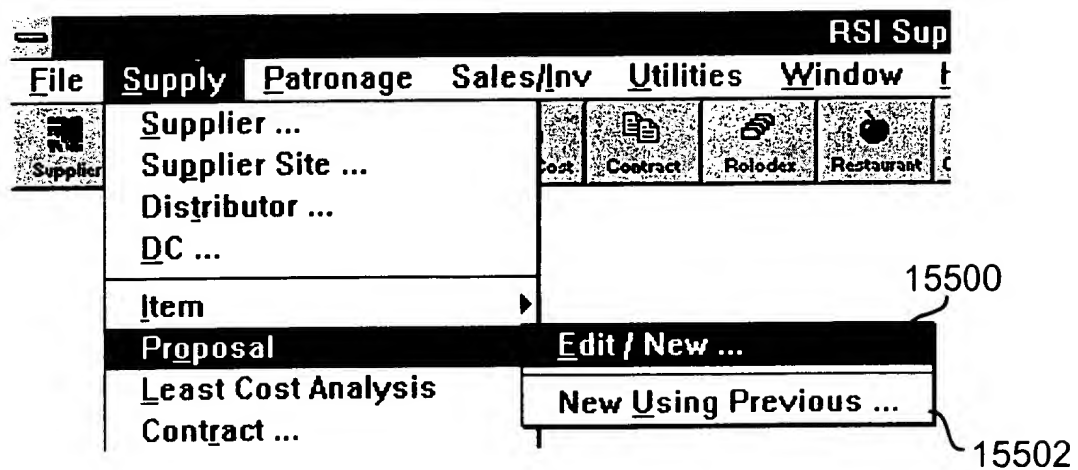 RSI Sup
File Supply Patronage Sales/Inv Utilities Window
Supplier Cost Contract Rolodex Restaurant
Supplier ...
Supplier Site ...
Distributor ...
DC ...
Item
Proposal
Least Cost Analysis
Contract ...
15500
Edit / New ...
New Using Previous ...
15502